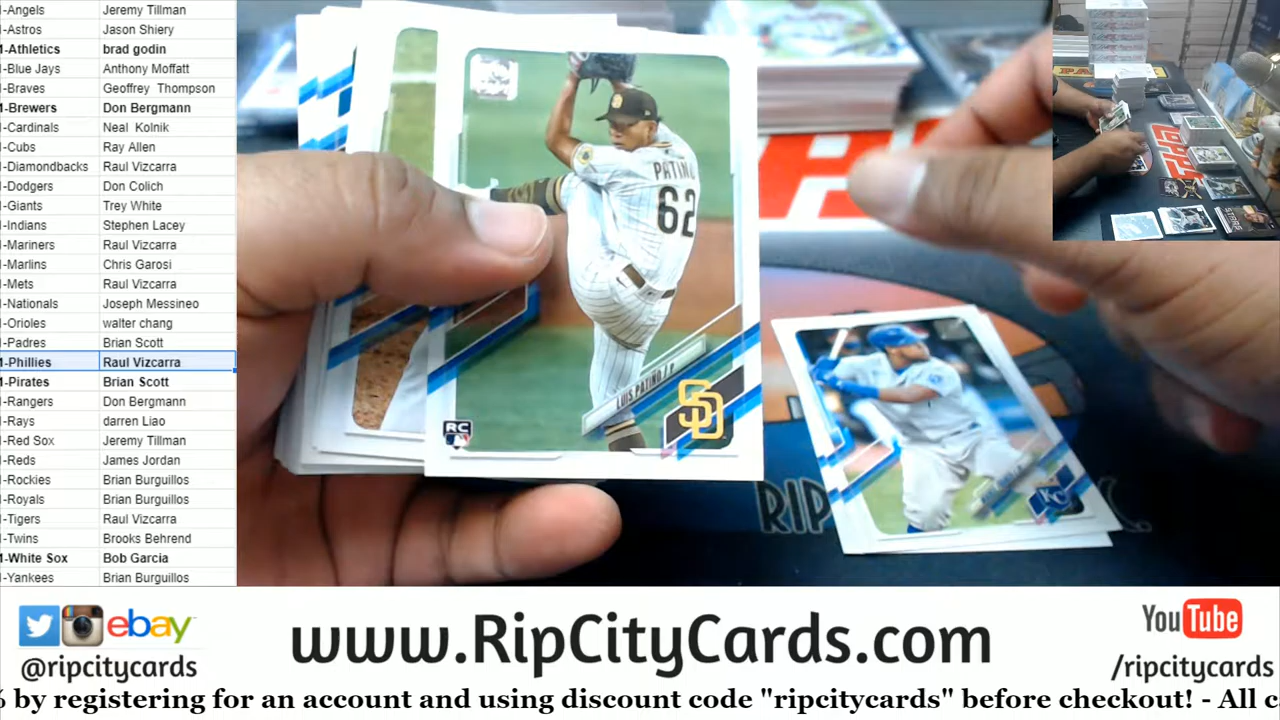 -Angels Jeremy Tillman
-Astros Jason Shiery
-Athletics brad godin
-Blue Jays Anthony Moffatt
-Braves Geoffrey Thompson
-Brewers Don Bergmann
-Cardinals Neal Kolnik
-Cubs Ray Allen
-Diamondbacks Raul Vizcarra
-Dodgers Don Colich
-Giants Trey White
-Indians Stephen Lacey
-Mariners Raul Vizcarra
-Marlins Chris Garosi
-Mets Raul Vizcarra
-Nationals Joseph Messineo
-Orioles walter chang
-Padres Brian Scott
-Phillies Raul Vizcarra
-Pirates Brian Scott
-Rangers Don Bergmann
-Rays darren Liao
-Red Sox Jeremy Tillman
-Reds James Jordan
-Rockies Brian Burguillos
-Royals Brian Burguillos
-Tigers Raul Vizcarra
-Twins Brooks Behrend
-White Sox Bob Garcia
-Yankees Brian Burguillos
PATINO
62
LUIS PATIÑO / P
SD
RC
KC
RIP
ebay
@ripcitycards
www.RipCityCards.com
YouTube
/ripcitycards
% by registering for an account and using discount code "ripcitycards" before checkout! - All c